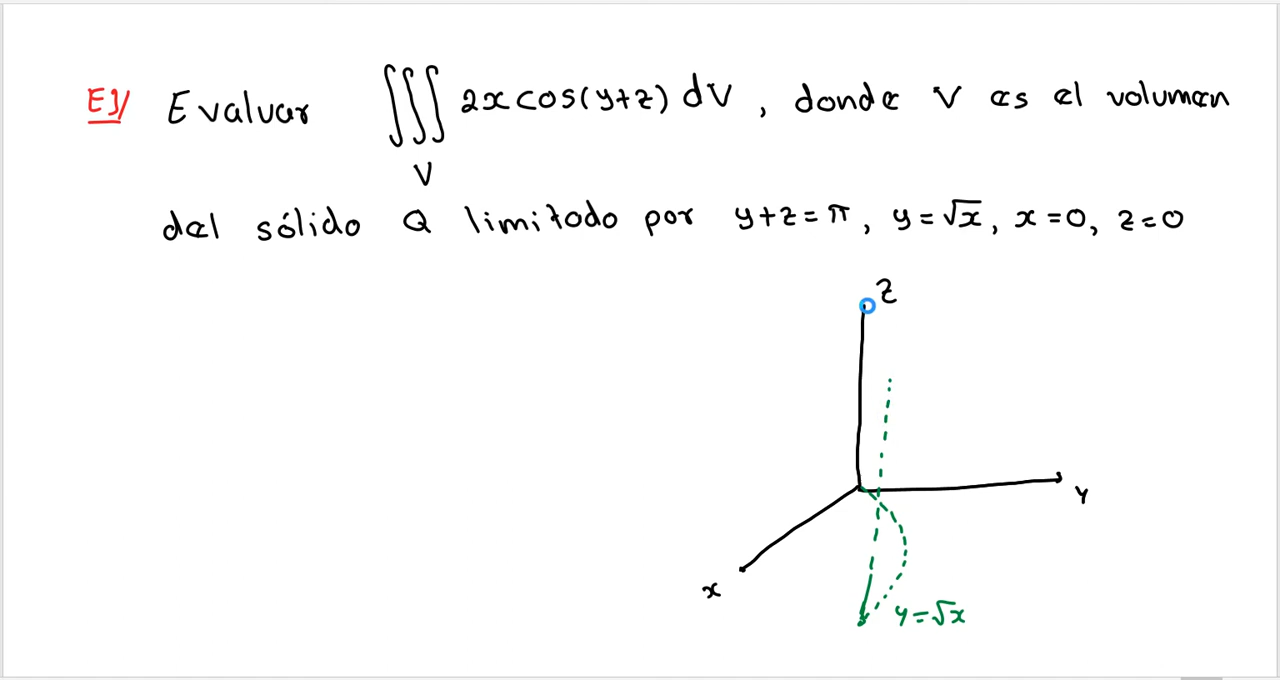 EJ/ Evaluar ∭ 2x cos(y+z) dV, donde V es el volumen
V
del sólido Q limitado por y+z=π, y=√x, x=0, z=0
z
y
x
y=√x